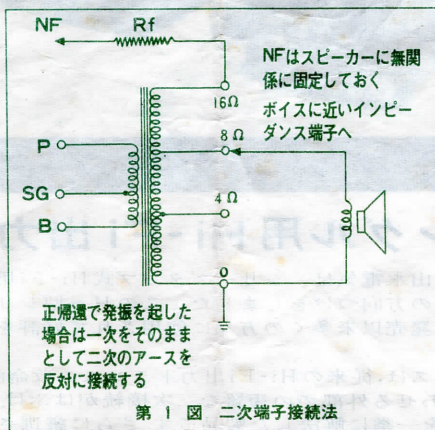 NF
Rf
NFはスピーカーに無関
係に固定しておく
16Ω
ボイスに近いインピー
ダンス端子へ
8Ω
P
SG
4Ω
B
0
正帰還で発振を起した
場合は一次をそのまま
として二次のアースを
反対に接続する
第1図 二次端子接続法